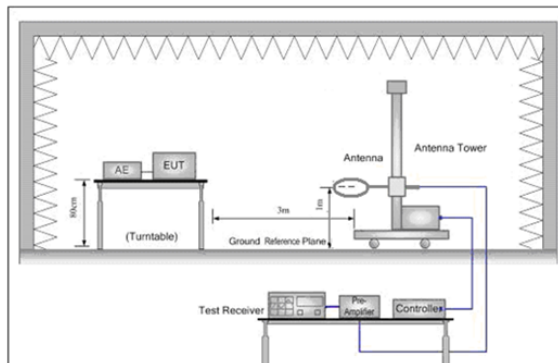 AE
EUT
80cm
(Turntable)
3m
Ground Reference Plane
Antenna
1m
Antenna Tower
Test Receiver
Pre-
Amplifier
Controller